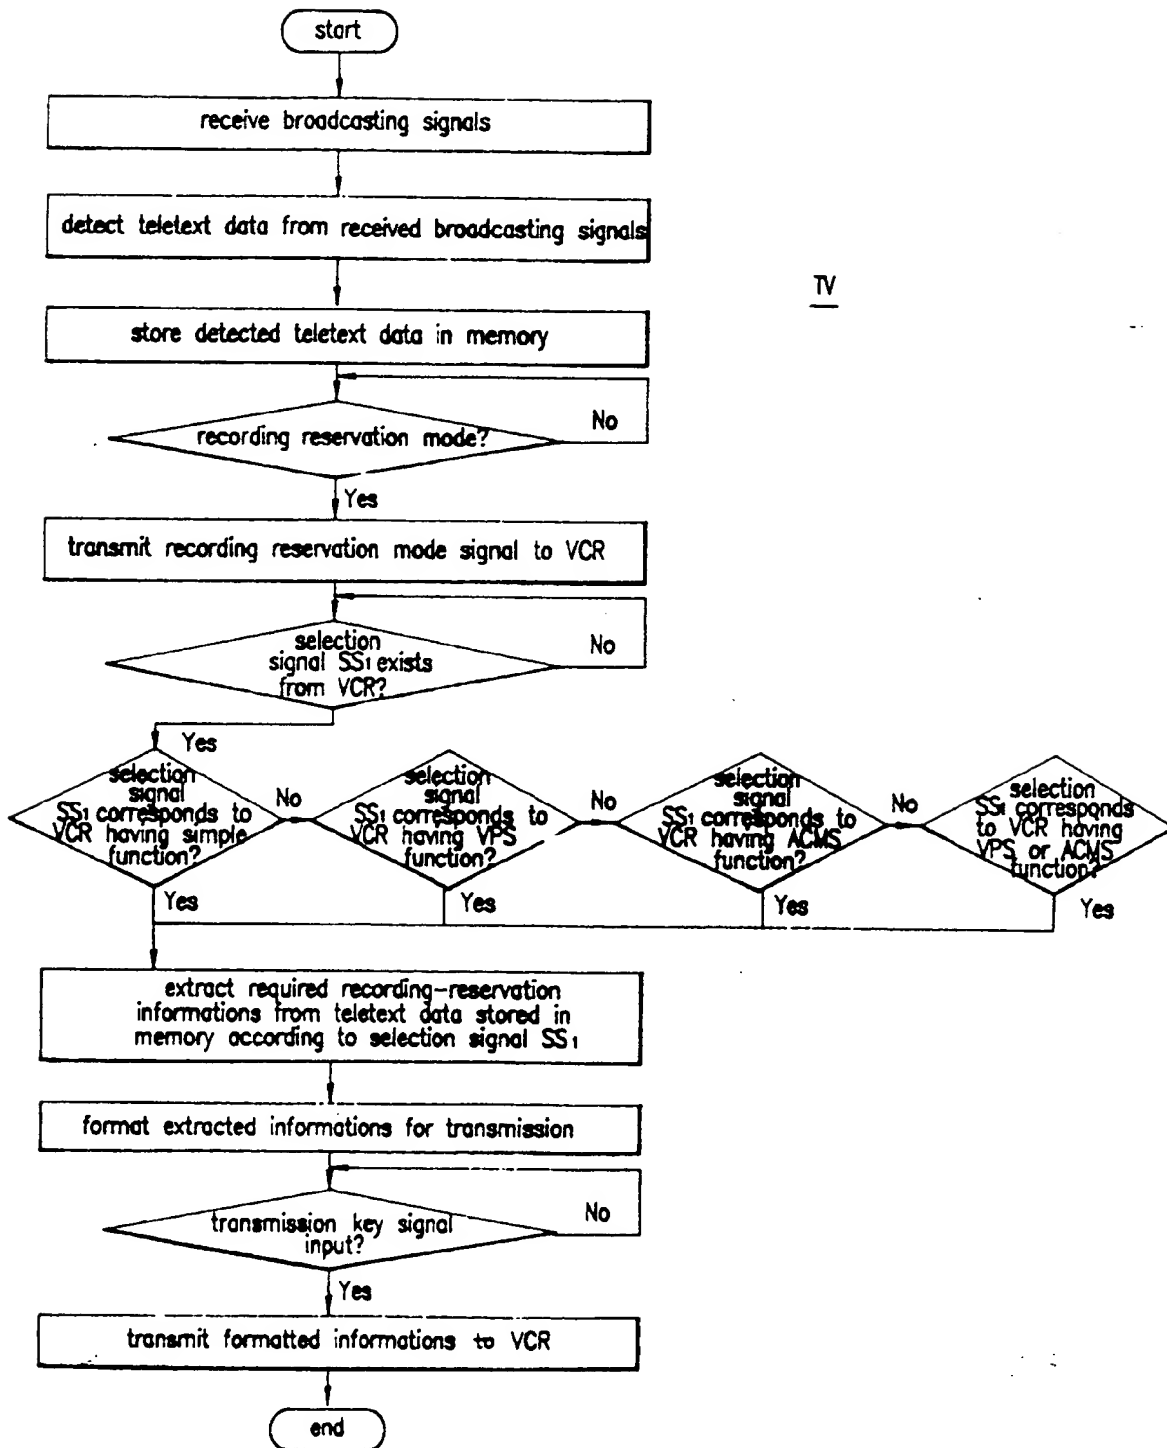 start
receive broadcasting signals
detect teletext data from received broadcasting signals
TV
store detected teletext data in memory
No
recording reservation mode?
Yes
transmit recording reservation mode signal to VCR
No
selection
signal SS₁ exists
from VCR?
Yes
selection
signal
SS₁ corresponds to
VCR having simple
function?
No
selection
signal
SS₁ corresponds to
VCR having VPS
function?
No
selection
signal
SS₁ corresponds to
VCR having ACMS
function?
No
selection
SS₁ corresponds
to VCR having
VPS or ACMS
function?
Yes
Yes
Yes
Yes
extract required recording-reservation
informations from teletext data stored in
memory according to selection signal SS₁
format extracted informations for transmission
No
transmission key signal
input?
Yes
transmit formatted informations to VCR
end